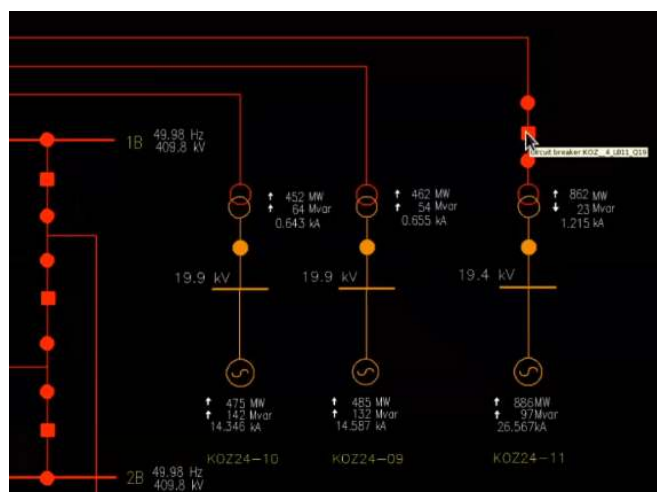 1B
49.98 Hz
409.8 kV
Circuit breaker KOZ__4_LB11_Q19
↑ 452 MW
↑ 64 Mvar
0.643 kA
↑ 462 MW
↑ 54 Mvar
0.655 kA
↑ 862 MW
↓ 23 Mvar
1.215 kA
19.9 kV
19.9 kV
19.4 kV
↑ 475 MW
↑ 142 Mvar
14.346 kA
↑ 485 MW
↑ 132 Mvar
14.587 kA
↑ 886MW
↑ 97Mvar
26.567kA
KOZ24-10
KOZ24-09
KOZ24-11
2B
49.98 Hz
409.8 kV